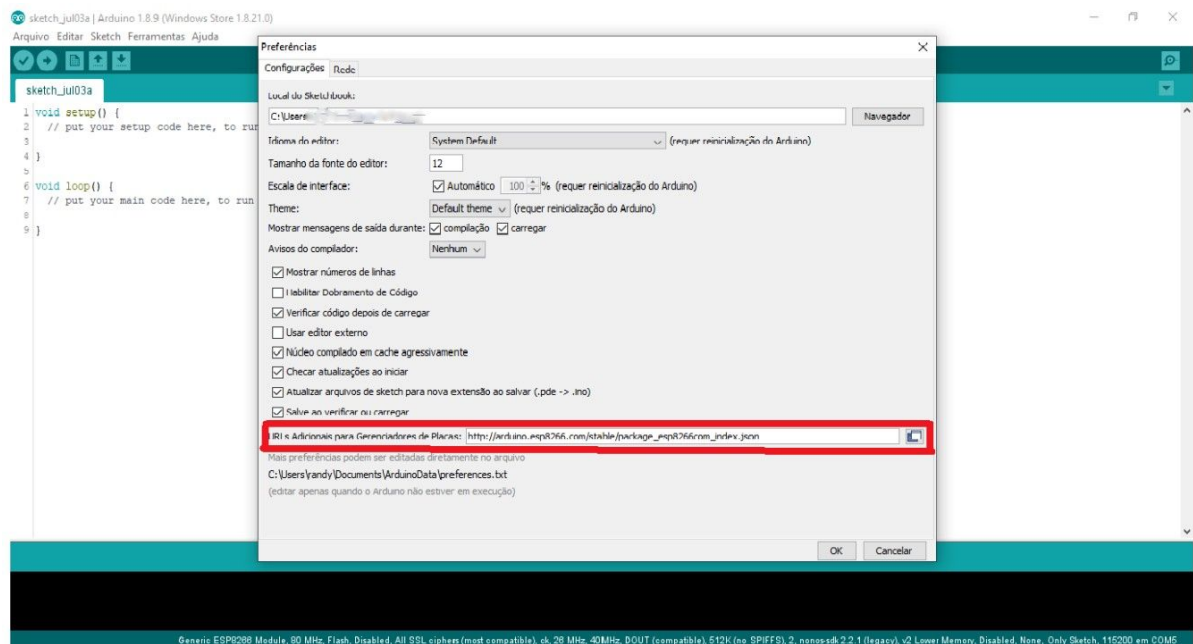 sketch_jul03a | Arduino 1.8.9 (Windows Store 1.8.21.0)
Arquivo Editar Sketch Ferramentas Ajuda
sketch_jul03a
1 void setup() {
2 // put your setup code here, to run
3
4 }
5
6 void loop() {
7 // put your main code here, to run
8
9 }
Preferências
Configurações Rede
Local do Sketchbook:
C:\Users Navegador
Idioma do editor: System Default (requer reinicialização do Arduino)
Tamanho da fonte do editor: 12
Escala de interface: Automático 100 % (requer reinicialização do Arduino)
Theme: Default theme (requer reinicialização do Arduino)
Mostrar mensagens de saída durante: compilação carregar
Avisos do compilador: Nenhum
Mostrar números de linhas
Habilitar Dobramento de Código
Verificar código depois de carregar
Usar editor externo
Núcleo compilado em cache agressivamente
Checar atualizações ao iniciar
Atualizar arquivos de sketch para nova extensão ao salvar (.pde -> .ino)
Salve ao verificar ou carregar
URLs Adicionais para Gerenciadores de Placas: http://arduino.esp8266.com/stable/package_esp8266com_index.json
Mais preferências podem ser editadas diretamente no arquivo
C:\Users\randy\Documents\ArduinoData\preferences.txt
(editar apenas quando o Arduino não estiver em execução)
OK Cancelar
Generic ESP8266 Module, 80 MHz, Flash, Disabled, All SSL ciphers (most compatible), ck, 26 MHz, 40MHz, DOUT (compatible), 512K (no SPIFFS), 2, nonos-sdk 2.2.1 (legacy), v2 Lower Memory, Disabled, None, Only Sketch, 115200 em COM5